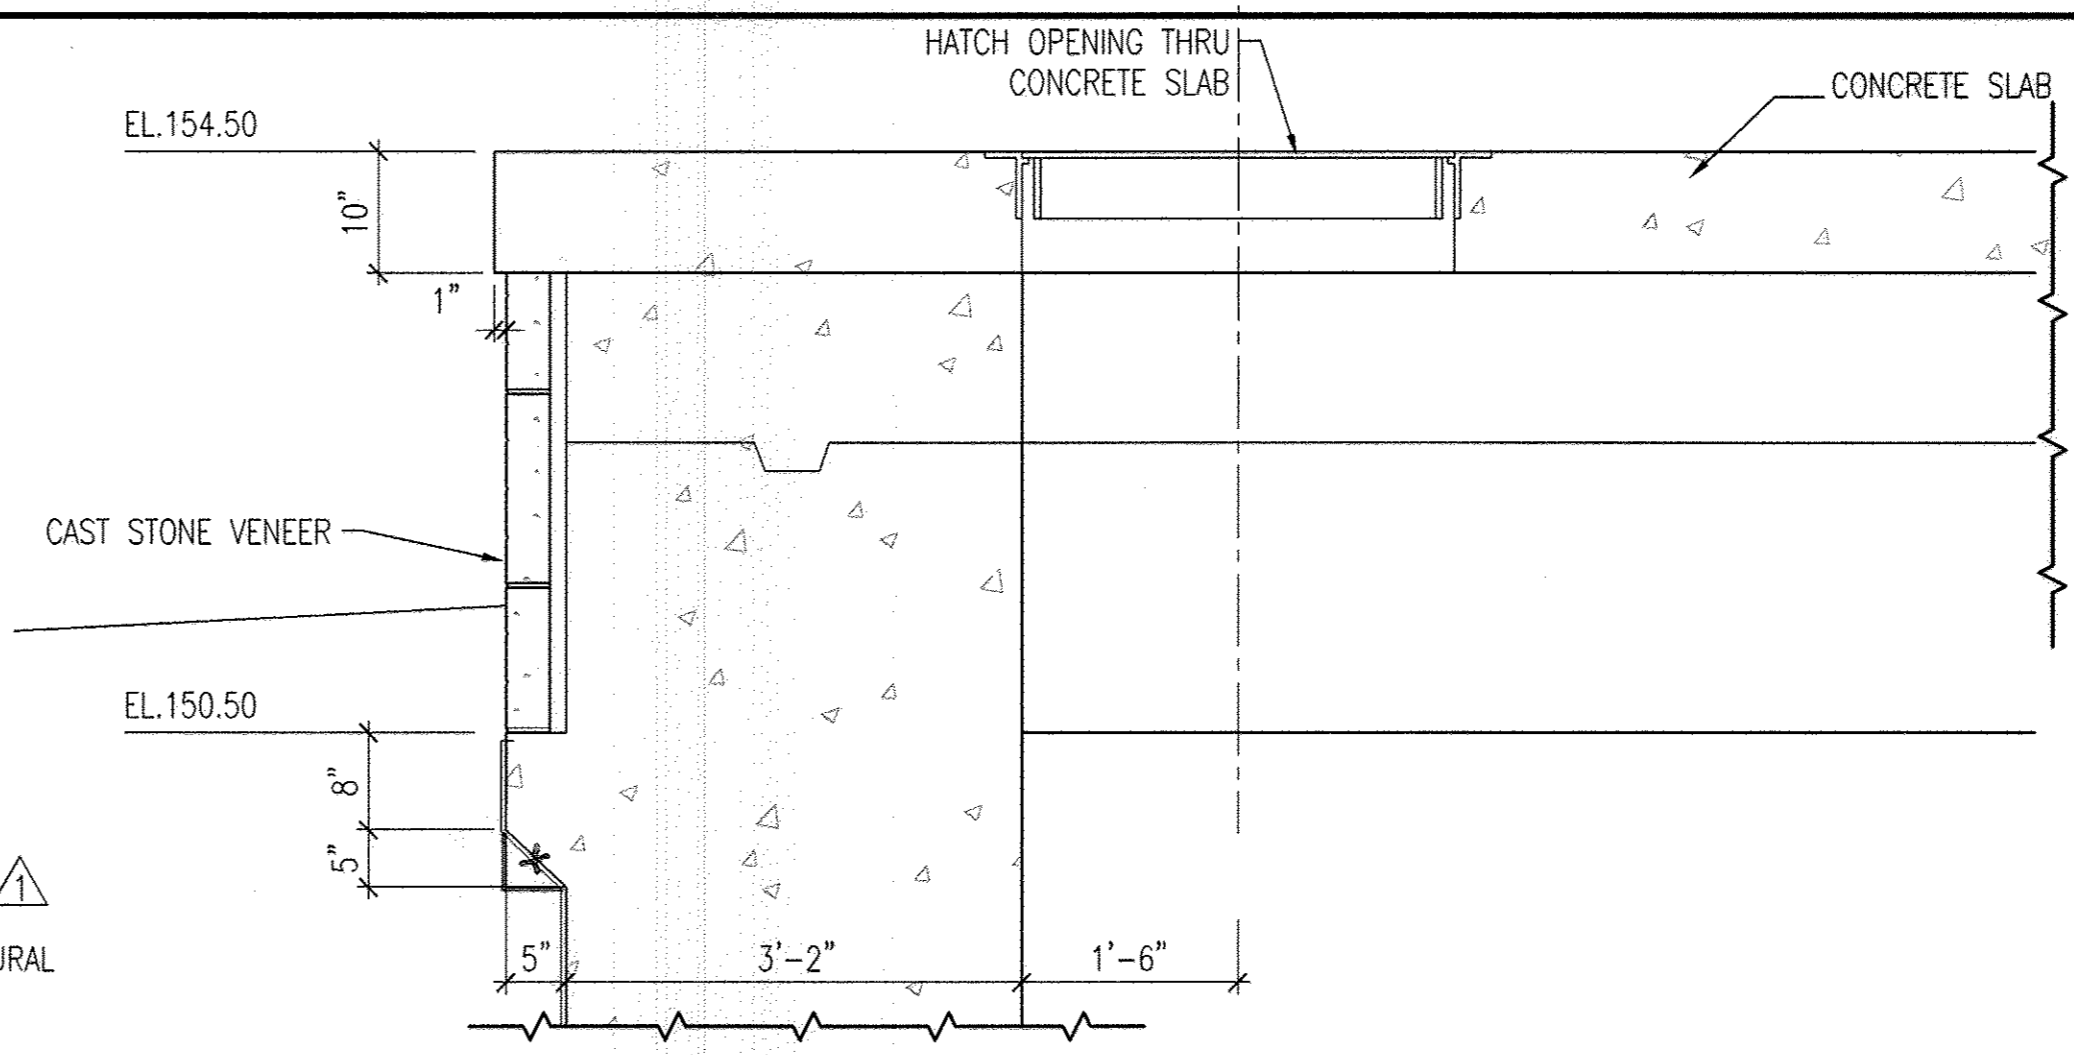 HATCH OPENING THRU
CONCRETE SLAB
CONCRETE SLAB
EL.154.50
10"
1"
CAST STONE VENEER
EL.150.50
8"
5"
1
URAL
5"
3'-2"
1'-6"